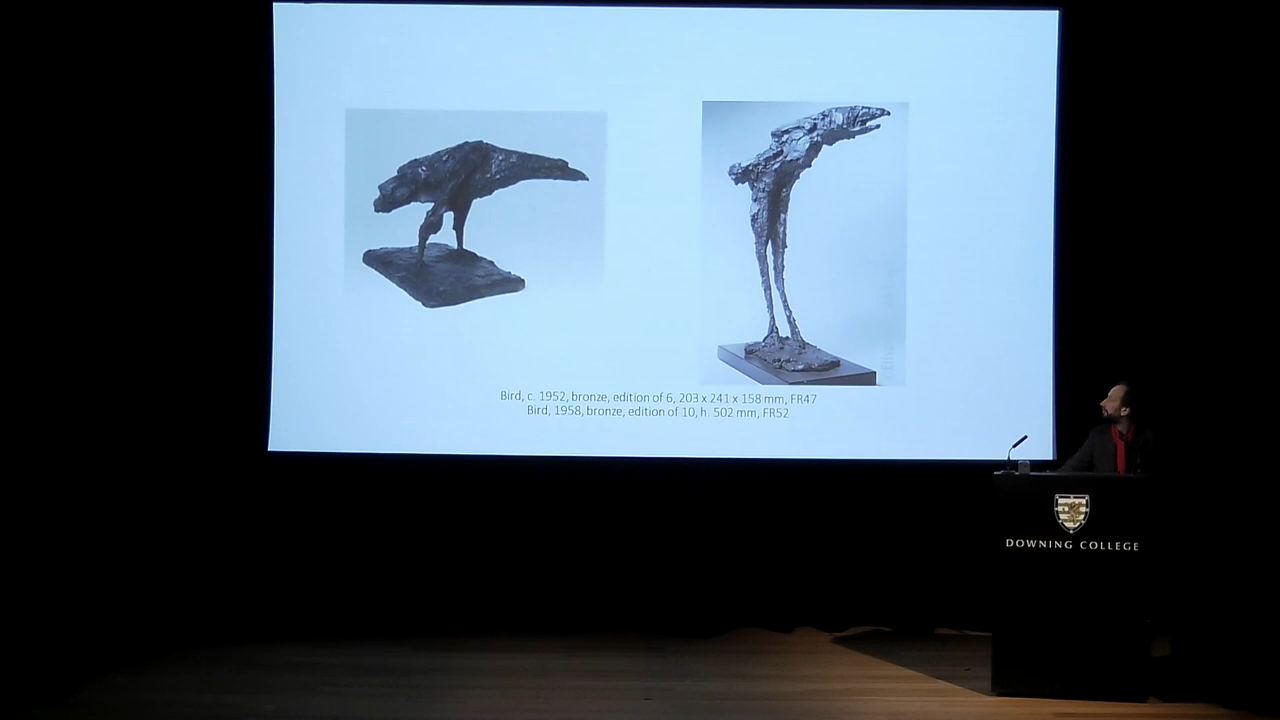 Bird, c. 1952, bronze, edition of 6, 203 x 241 x 158 mm, FR47
Bird, 1958, bronze, edition of 10, h. 502 mm, FR52
DOWNING COLLEGE